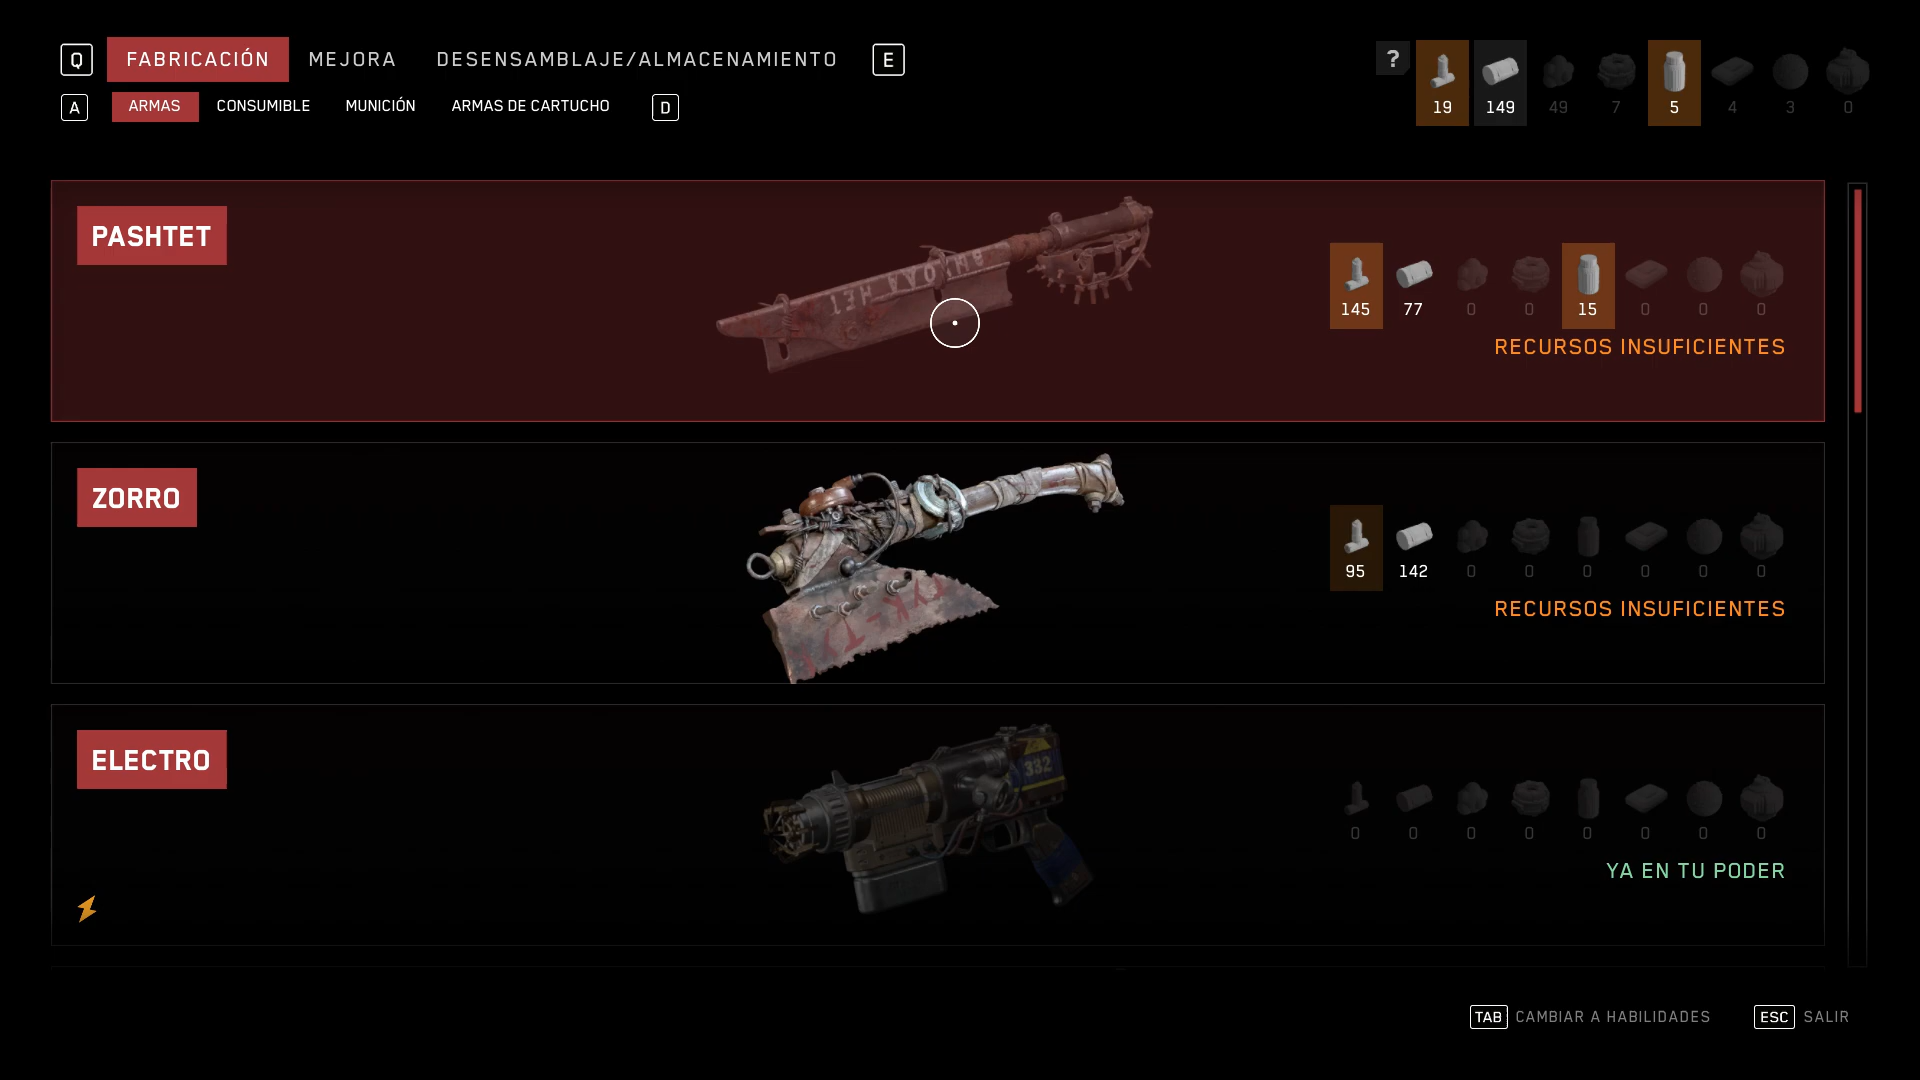 Q FABRICACIÓN MEJORA DESENSAMBLAJE/ALMACENAMIENTO E
A ARMAS CONSUMIBLE MUNICIÓN ARMAS DE CARTUCHO D
?
19 149 49 7 5 4 3 0
PASHTET
145 77 0 0 15 0 0 0
RECURSOS INSUFICIENTES
ZORRO
95 142 0 0 0 0 0 0
RECURSOS INSUFICIENTES
ELECTRO
332
0 0 0 0 0 0 0 0
YA EN TU PODER
TAB CAMBIAR A HABILIDADES ESC SALIR